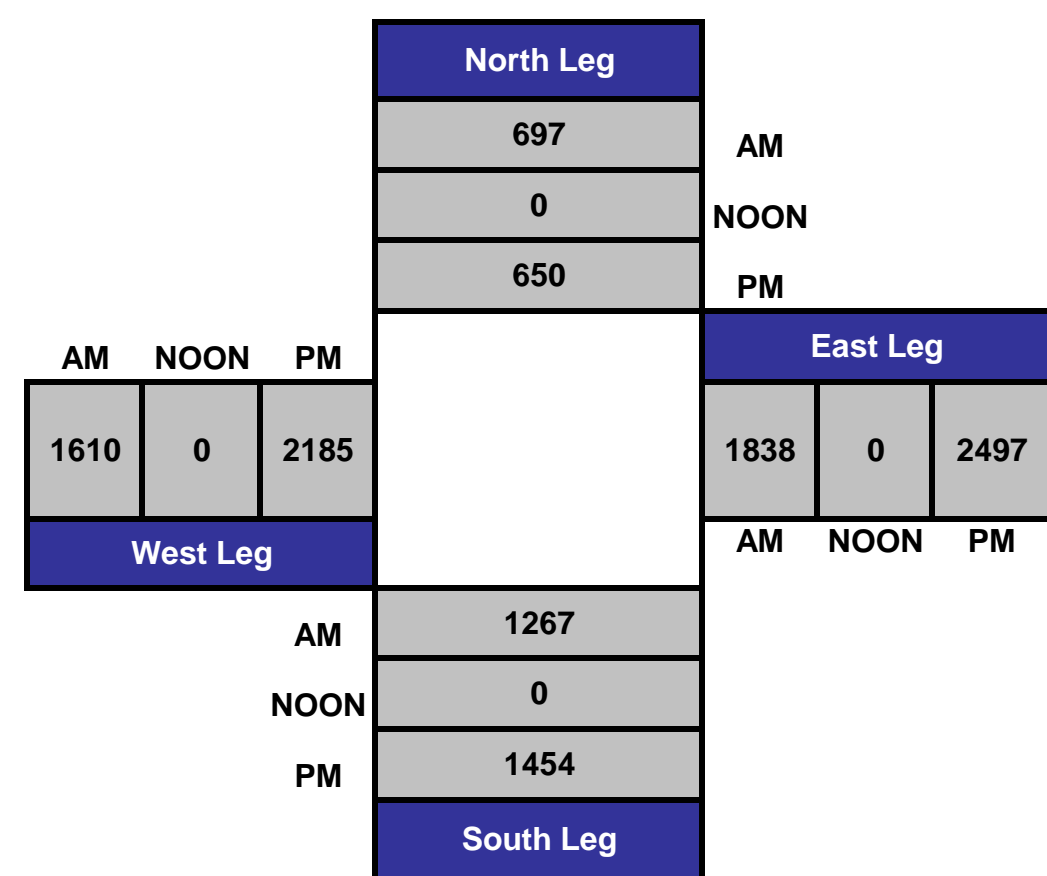 North Leg
697 AM
0 NOON
650 PM
East Leg
AM NOON PM
1610 0 2185
1838 0 2497
West Leg
AM NOON PM
AM 1267
NOON 0
PM 1454
South Leg